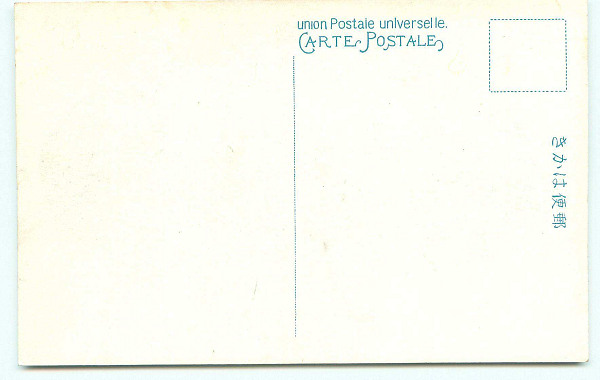 union Postale universelle.
CARTE POSTALE
郵便はかき